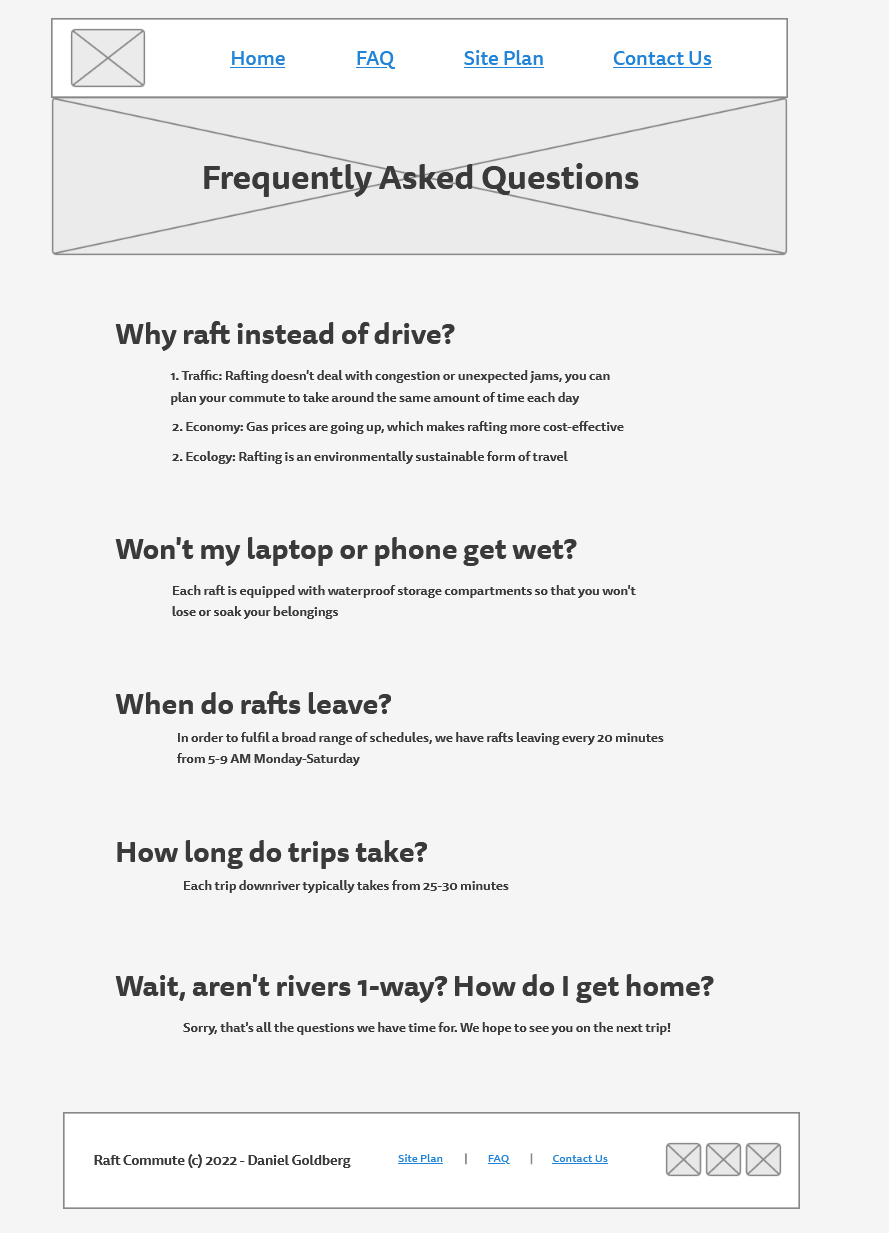 Home FAQ Site Plan Contact Us
Frequently Asked Questions
Why raft instead of drive?
1. Traffic: Rafting doesn't deal with congestion or unexpected jams, you can
plan your commute to take around the same amount of time each day
2. Economy: Gas prices are going up, which makes rafting more cost-effective
2. Ecology: Rafting is an environmentally sustainable form of travel
Won't my laptop or phone get wet?
Each raft is equipped with waterproof storage compartments so that you won't
lose or soak your belongings
When do rafts leave?
In order to fulfil a broad range of schedules, we have rafts leaving every 20 minutes
from 5-9 AM Monday-Saturday
How long do trips take?
Each trip downriver typically takes from 25-30 minutes
Wait, aren't rivers 1-way? How do I get home?
Sorry, that's all the questions we have time for. We hope to see you on the next trip!
Raft Commute (c) 2022 - Daniel Goldberg Site Plan | FAQ | Contact Us